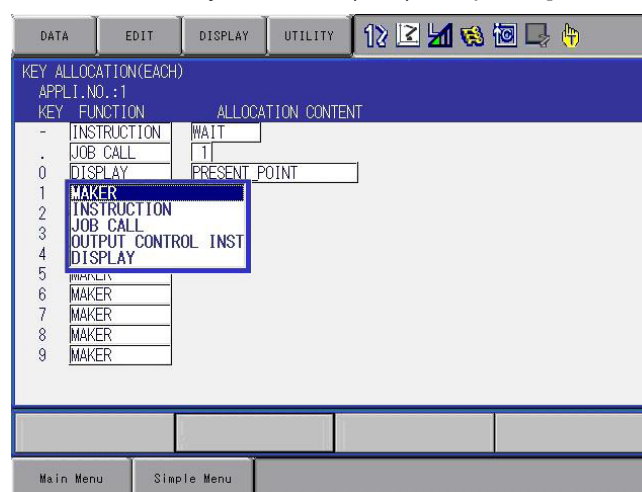 DATA EDIT DISPLAY UTILITY
KEY ALLOCATION(EACH)
APPLI.NO.:1
KEY FUNCTION ALLOCATION CONTENT
- INSTRUCTION WAIT
. JOB CALL 1
0 DISPLAY PRESENT_POINT
1 MAKER
2 INSTRUCTION
3 JOB CALL
OUTPUT CONTROL INST
4 DISPLAY
5 MAKER
6 MAKER
7 MAKER
8 MAKER
9 MAKER
Main Menu Simple Menu